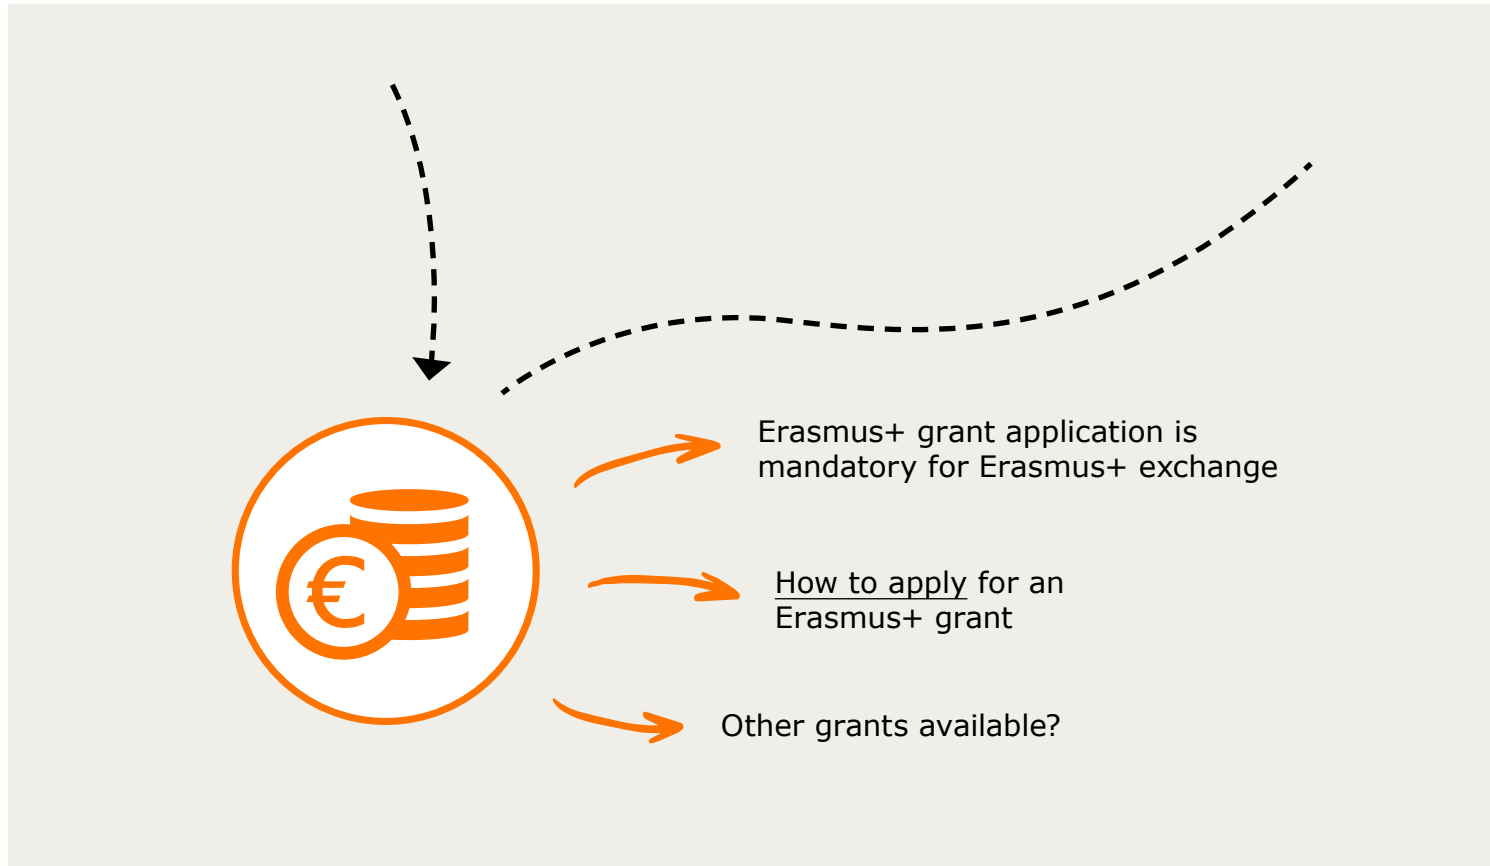 Erasmus+ grant application is
mandatory for Erasmus+ exchange
€
How to apply for an
Erasmus+ grant
Other grants available?